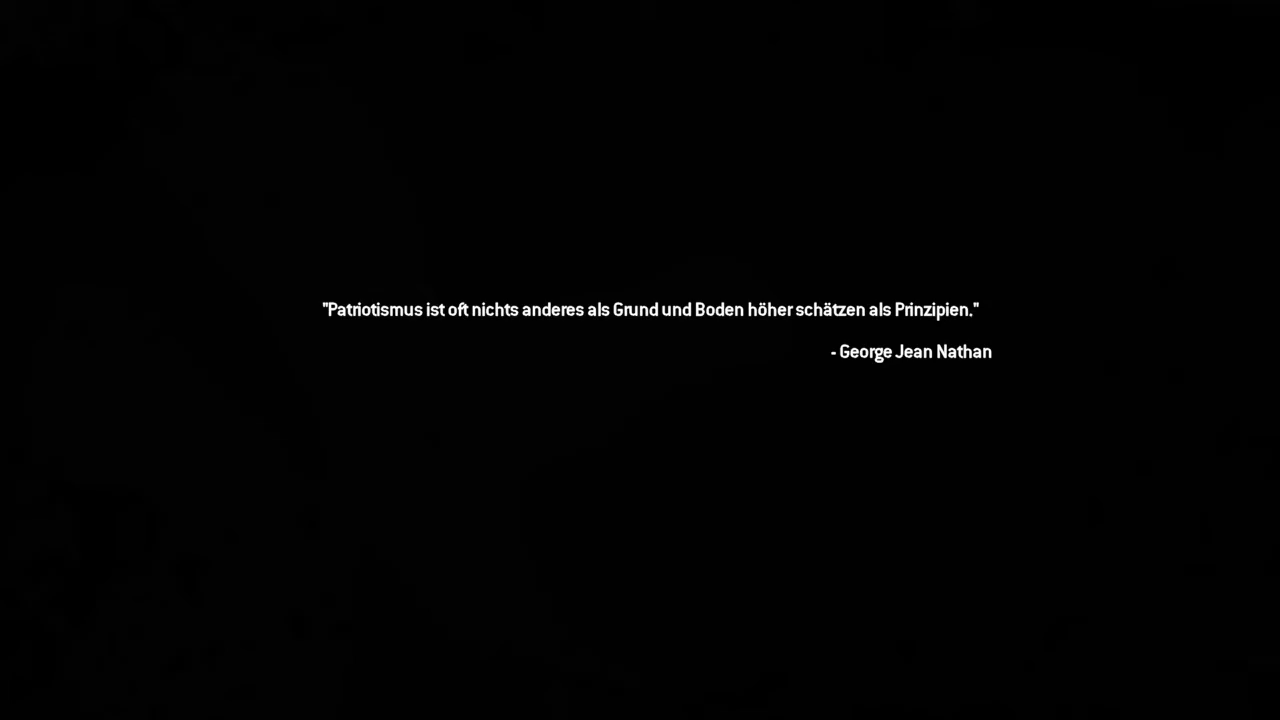 "Patriotismus ist oft nichts anderes als Grund und Boden höher schätzen als Prinzipien."
- George Jean Nathan